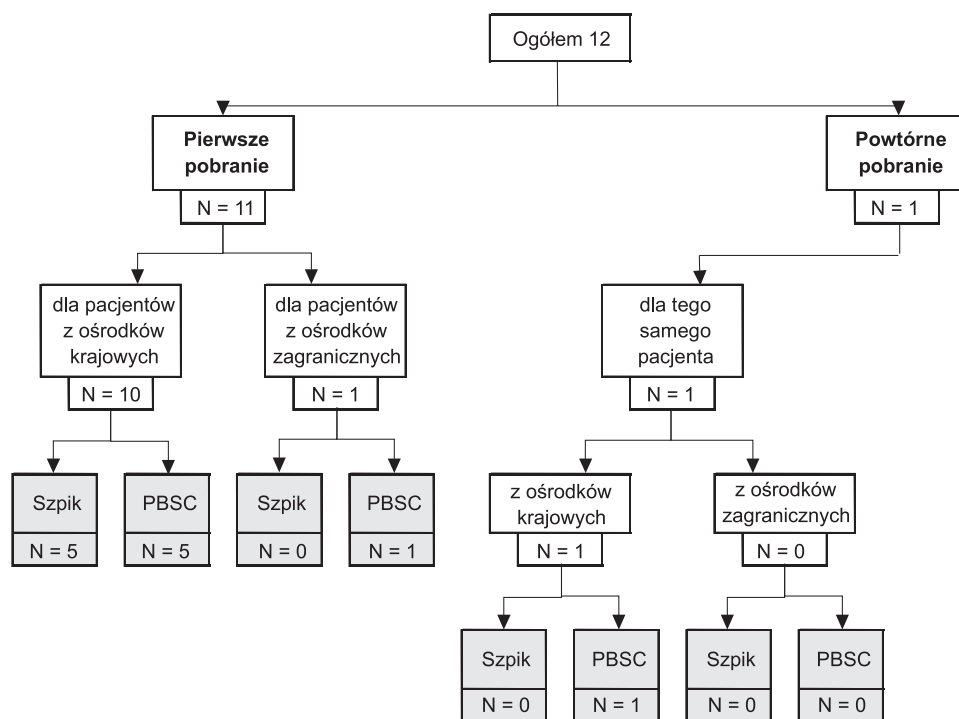 Ogółem 12
Pierwsze
pobranie
N = 11
Powtórne
pobranie
N = 1
dla pacjentów
z ośrodków
krajowych
N = 10
dla pacjentów
z ośrodków
zagranicznych
N = 1
dla tego
samego
pacjenta
N = 1
Szpik
N = 5
PBSC
N = 5
Szpik
N = 0
PBSC
N = 1
z ośrodków
krajowych
N = 1
z ośrodków
zagranicznych
N = 0
Szpik
N = 0
PBSC
N = 1
Szpik
N = 0
PBSC
N = 0